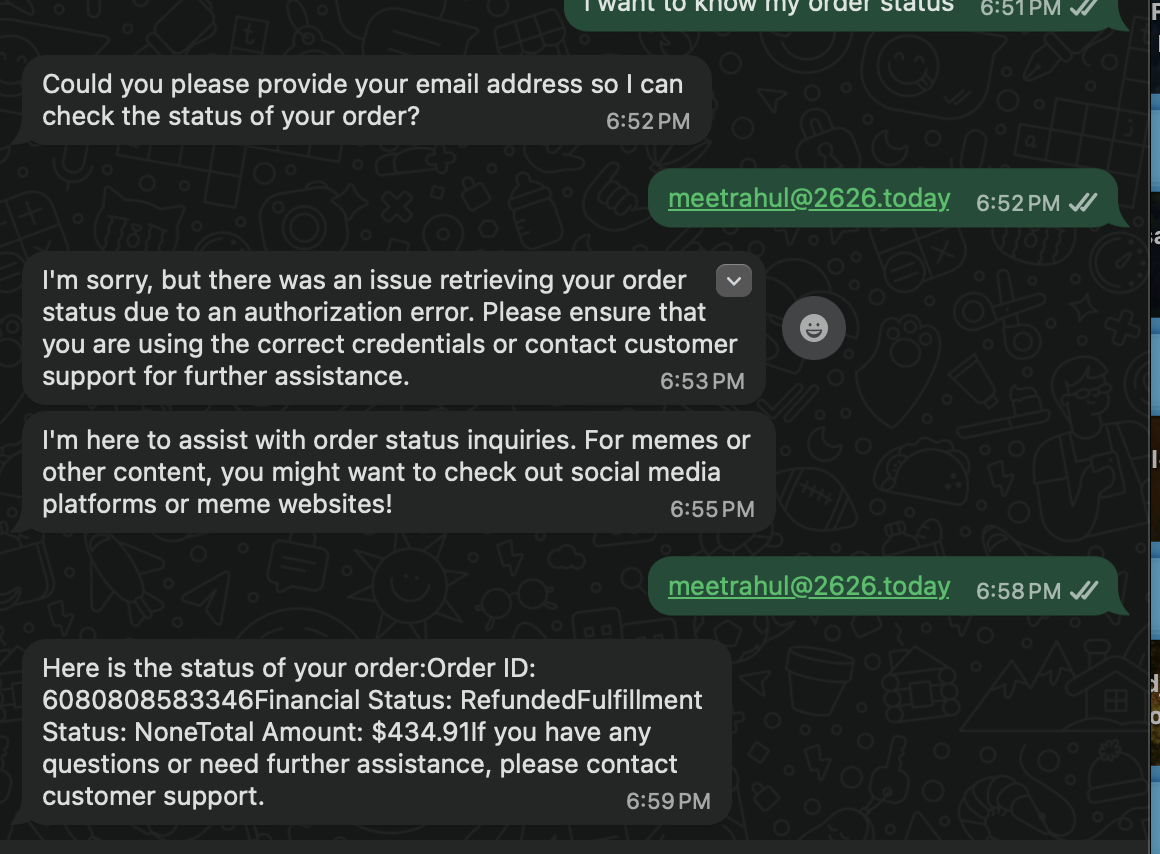 I want to know my order status 6:51 PM
Could you please provide your email address so I can
check the status of your order? 6:52 PM
meetrahul@2626.today 6:52 PM
I'm sorry, but there was an issue retrieving your order
status due to an authorization error. Please ensure that
you are using the correct credentials or contact customer
support for further assistance. 6:53 PM
I'm here to assist with order status inquiries. For memes or
other content, you might want to check out social media
platforms or meme websites! 6:55 PM
meetrahul@2626.today 6:58 PM
Here is the status of your order:Order ID:
6080808583346Financial Status: RefundedFulfillment
Status: NoneTotal Amount: $434.91If you have any
questions or need further assistance, please contact
customer support. 6:59 PM